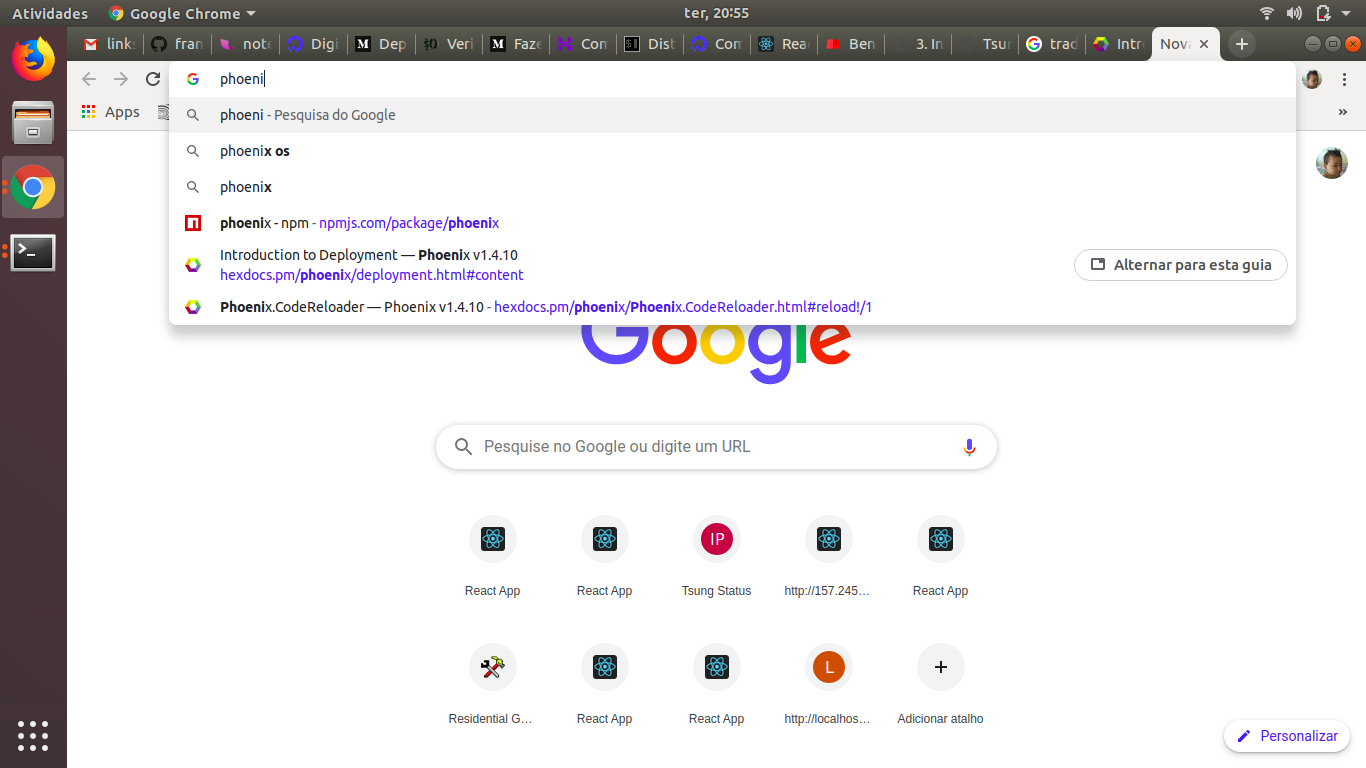 Atividades Google Chrome ter, 20:55
links fran note Digi Dep Veri Faze Con Dist Con Rea Ben 3. In Tsun trad Intro Nova
phoeni
Apps »
phoeni - Pesquisa do Google
phoenix os
phoenix
phoenix - npm - npmjs.com/package/phoenix
Introduction to Deployment — Phoenix v1.4.10
hexdocs.pm/phoenix/deployment.html#content
Alternar para esta guia
Phoenix.CodeReloader — Phoenix v1.4.10 - hexdocs.pm/phoenix/Phoenix.CodeReloader.html#reload!/1
Google
Pesquise no Google ou digite um URL
IP
React App React App Tsung Status http://157.245… React App
L
Residential G… React App React App http://localhos… Adicionar atalho
Personalizar